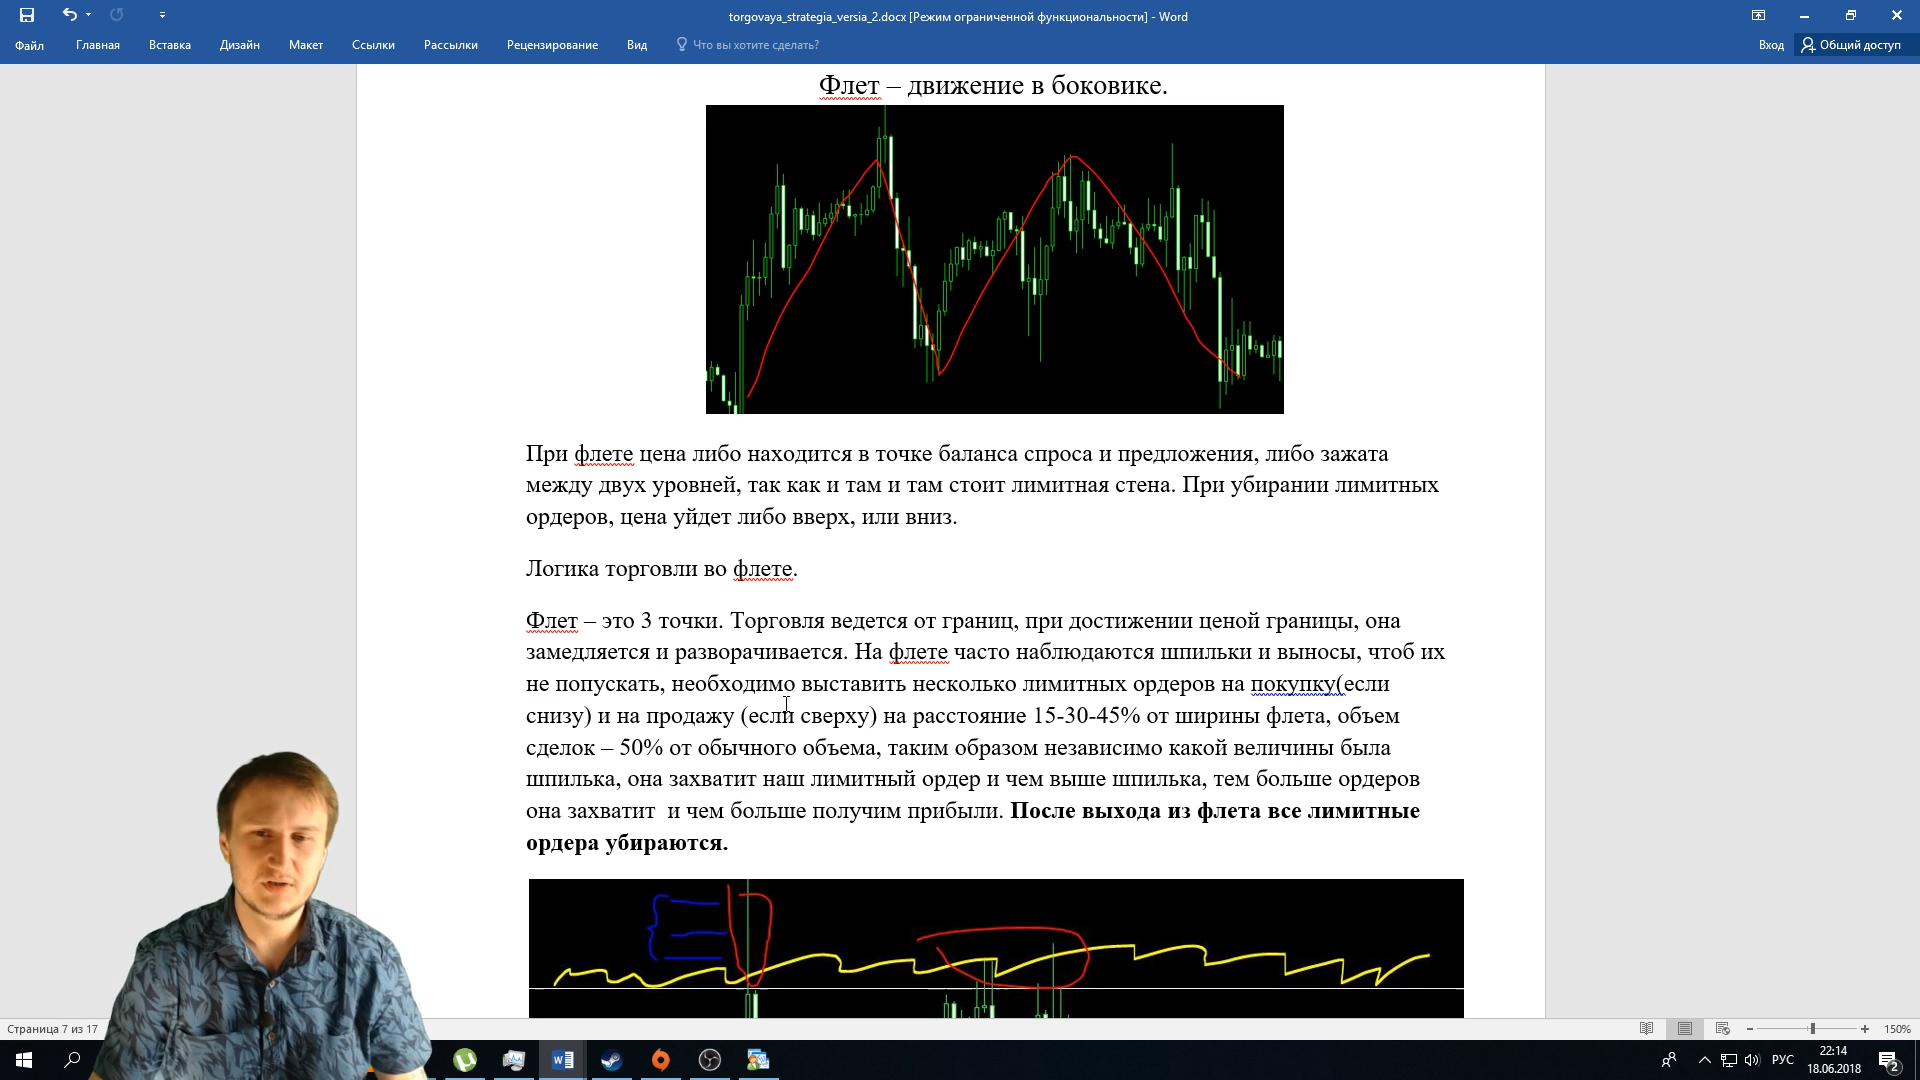 torgovaya_strategia_versia_2.docx [Режим ограниченной функциональности] - Word
Файл Главная Вставка Дизайн Макет Ссылки Рассылки Рецензирование Вид Что вы хотите сделать? Вход Общий доступ
Флет – движение в боковике.
При флете цена либо находится в точке баланса спроса и предложения, либо зажата
между двух уровней, так как и там и там стоит лимитная стена. При убирании лимитных
ордеров, цена уйдет либо вверх, или вниз.
Логика торговли во флете.
Флет – это 3 точки. Торговля ведется от границ, при достижении ценой границы, она
замедляется и разворачивается. На флете часто наблюдаются шпильки и выносы, чтоб их
не попускать, необходимо выставить несколько лимитных ордеров на покупку(если
снизу) и на продажу (если сверху) на расстояние 15-30-45% от ширины флета, объем
сделок – 50% от обычного объема, таким образом независимо какой величины была
шпилька, она захватит наш лимитный ордер и чем выше шпилька, тем больше ордеров
она захватит  и чем больше получим прибыли. После выхода из флета все лимитные
ордера убираются.
Страница 7 из 17
150%
РУС
22:14
18.06.2018
2